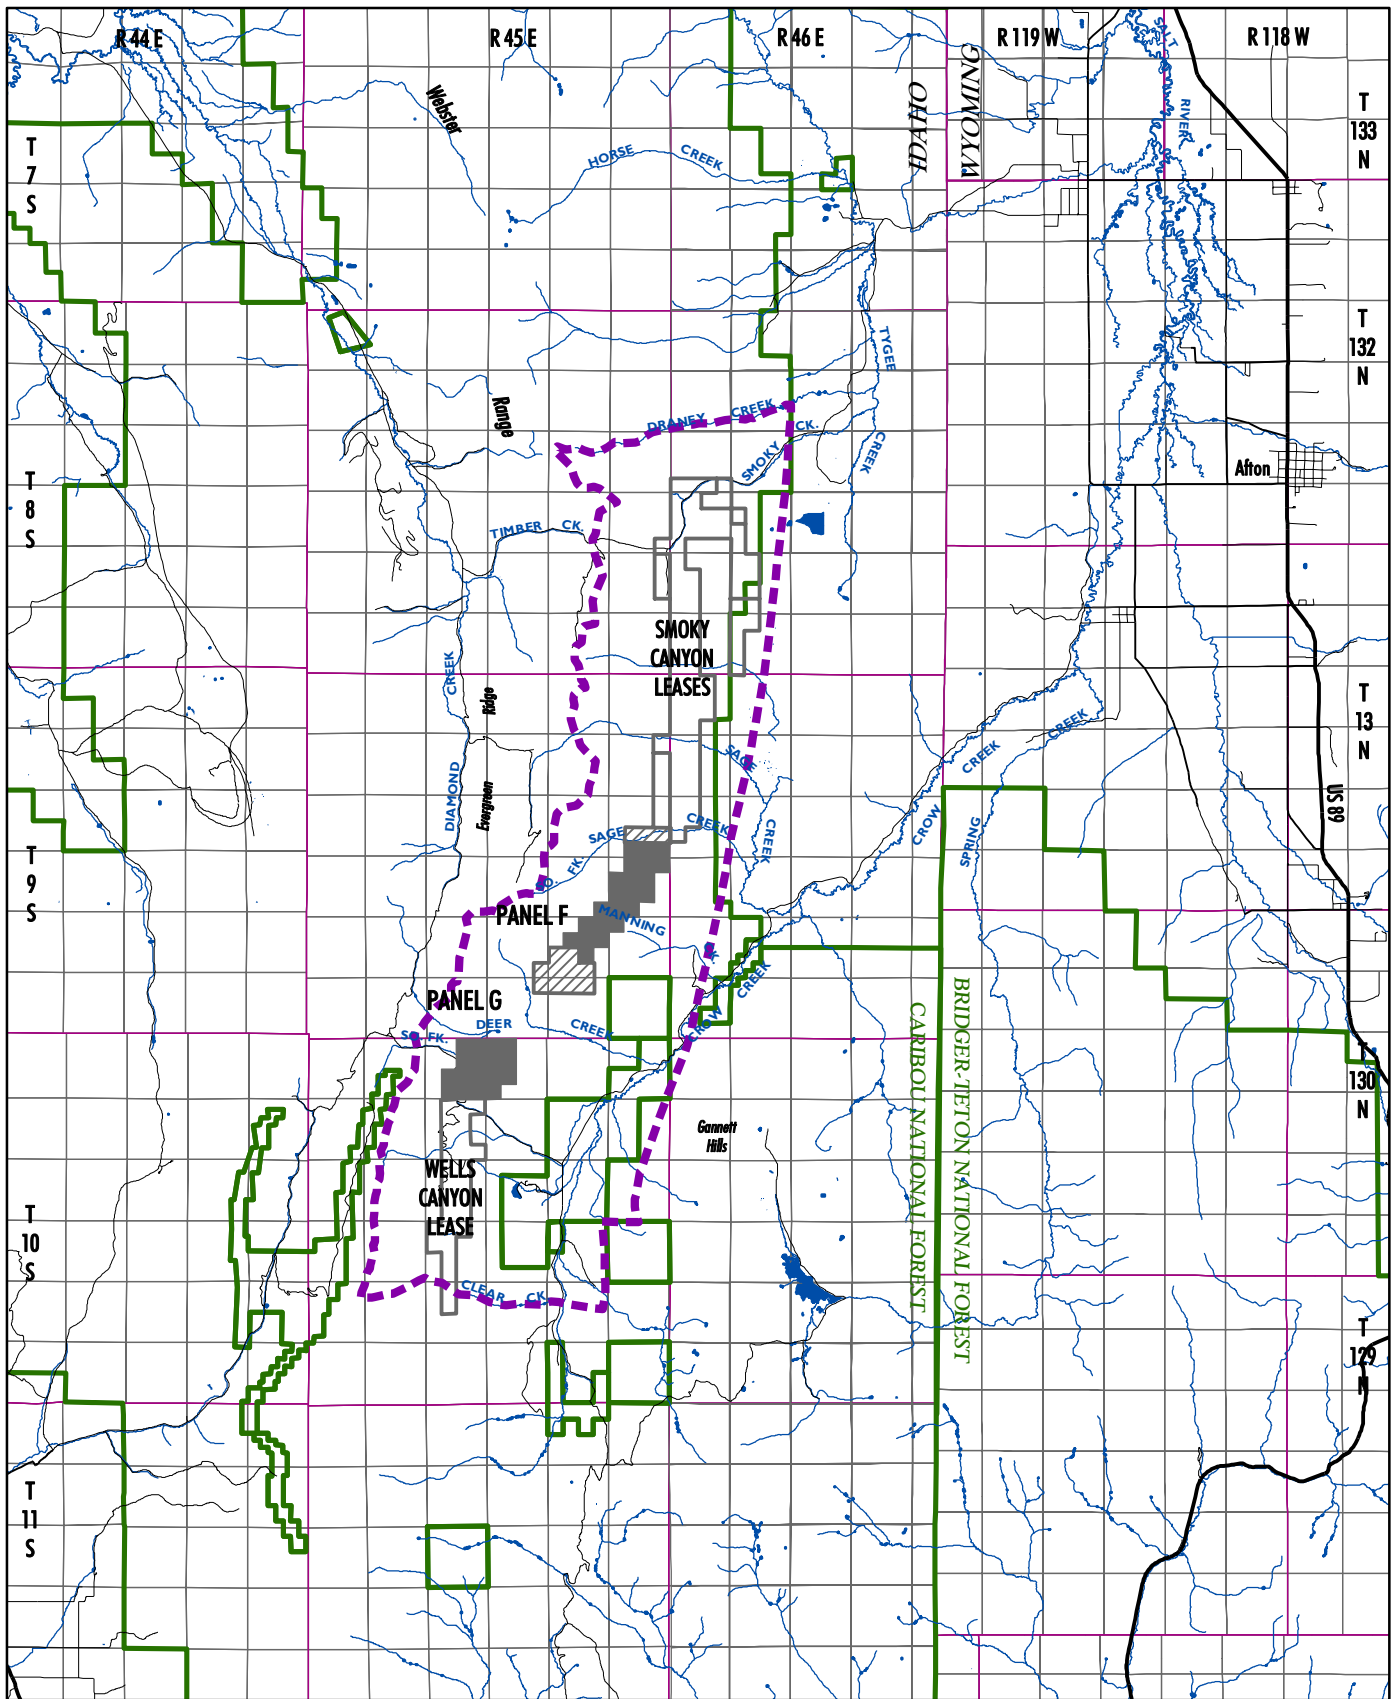 R 44 E
R 45 E
R 46 E
R 119 W
R 118 W
SALT
RIVER
Webster
IDAHO
WYOMING
T
133
N
T
7
S
HORSE
CREEK
TYGEE
CREEK
T
132
N
Range
DRANEY
CREEK
SMOKY
CK.
Afton
T
8
S
TIMBER
CK.
SMOKY
CANYON
LEASES
CREEK
DIAMOND
Ridge
Evergreen
T
13
N
US 89
SAGE
CREEK
CREEK
CREEK
CROW
SPRING
SAGE
CREEK
SO.
FK.
T
9
S
PANEL F
MANNING
CK.
CREEK
CROW
PANEL G
DEER
CREEK
SO. FK.
CARIBOU NATIONAL FOREST
BRIDGER-TETON NATIONAL FOREST
T
130
N
Gannett
Hills
WELLS
CANYON
LEASE
T
10
S
CLEAR
CK.
T
129
N
T
11
S